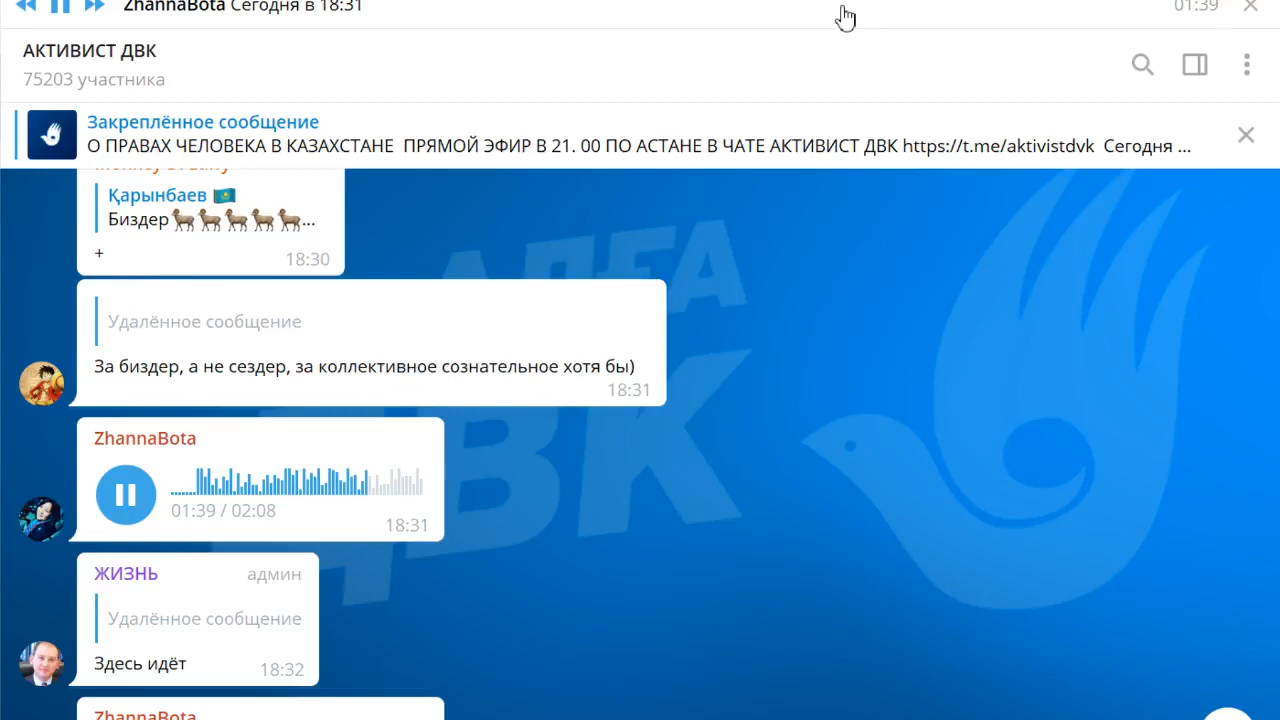 ZhannaBota Сегодня в 18:31
01:39
АКТИВИСТ ДВК
75203 участника
Закреплённое сообщение
О ПРАВАХ ЧЕЛОВЕКА В КАЗАХСТАНЕ ПРЯМОЙ ЭФИР В 21. 00 ПО АСТАНЕ В ЧАТЕ АКТИВИСТ ДВК https://t.me/aktivistdvk Сегодня ...
Қарынбаев 🇰🇿
Биздер🐏🐏🐏🐏🐏...
+
18:30
Удалённое сообщение
За биздер, а не сездер, за коллективное сознательное хотя бы)
18:31
ZhannaBota
01:39 / 02:08
18:31
ЖИЗНЬ админ
Удалённое сообщение
Здесь идёт
18:32
ZhannaBota
АЛҒА
ДВК